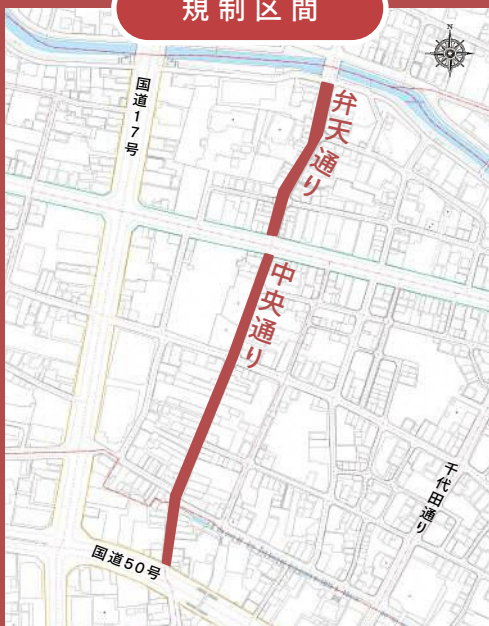 規制区間
N
国道17号
弁天通り
中央通り
千代田通り
国道50号